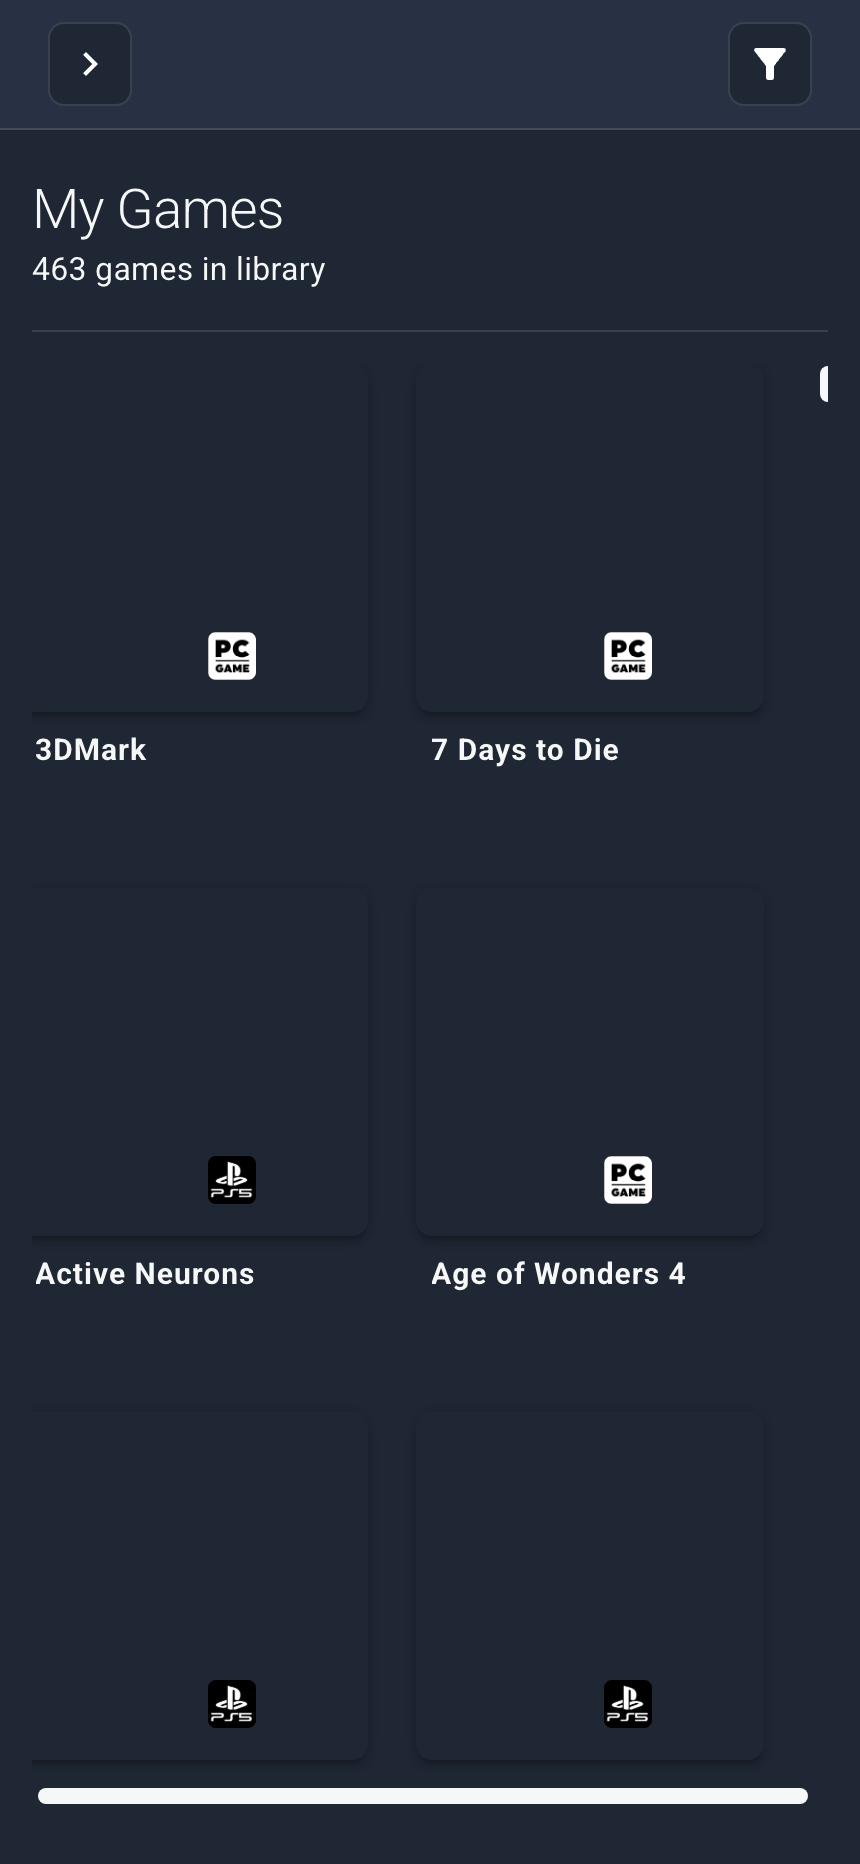 My Games
463 games in library
PC
GAME
PC
GAME
3DMark
7 Days to Die
PS5
PC
GAME
Active Neurons
Age of Wonders 4
PS5
PS5